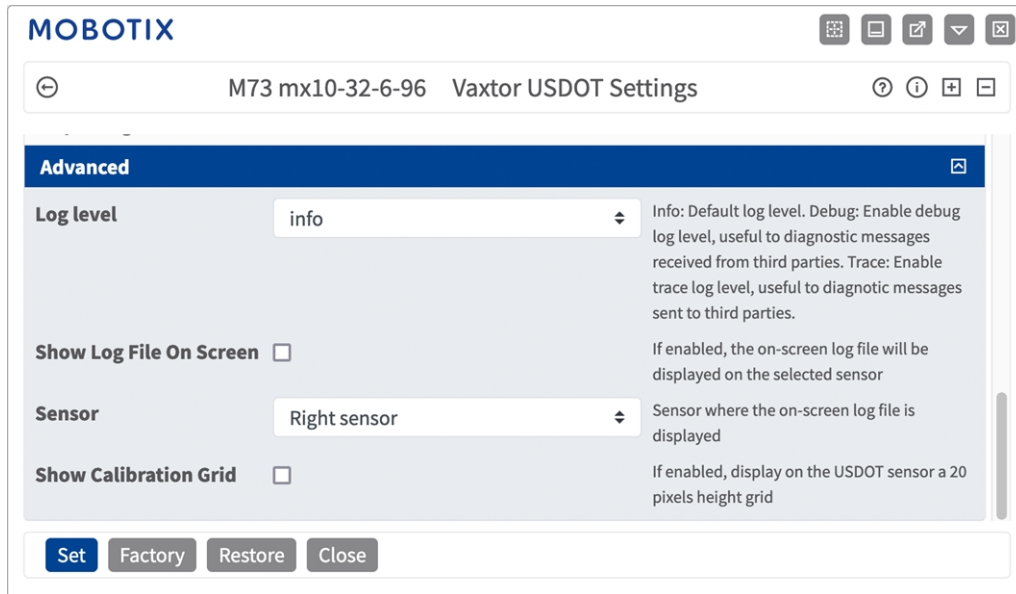 MOBOTIX
M73 mx10-32-6-96 Vaxtor USDOT Settings
Advanced
Log level
info
Info: Default log level. Debug: Enable debug
log level, useful to diagnostic messages
received from third parties. Trace: Enable
trace log level, useful to diagnostic messages
sent to third parties.
Show Log File On Screen
If enabled, the on-screen log file will be
displayed on the selected sensor
Sensor
Right sensor
Sensor where the on-screen log file is
displayed
Show Calibration Grid
If enabled, display on the USDOT sensor a 20
pixels height grid
Set Factory Restore Close